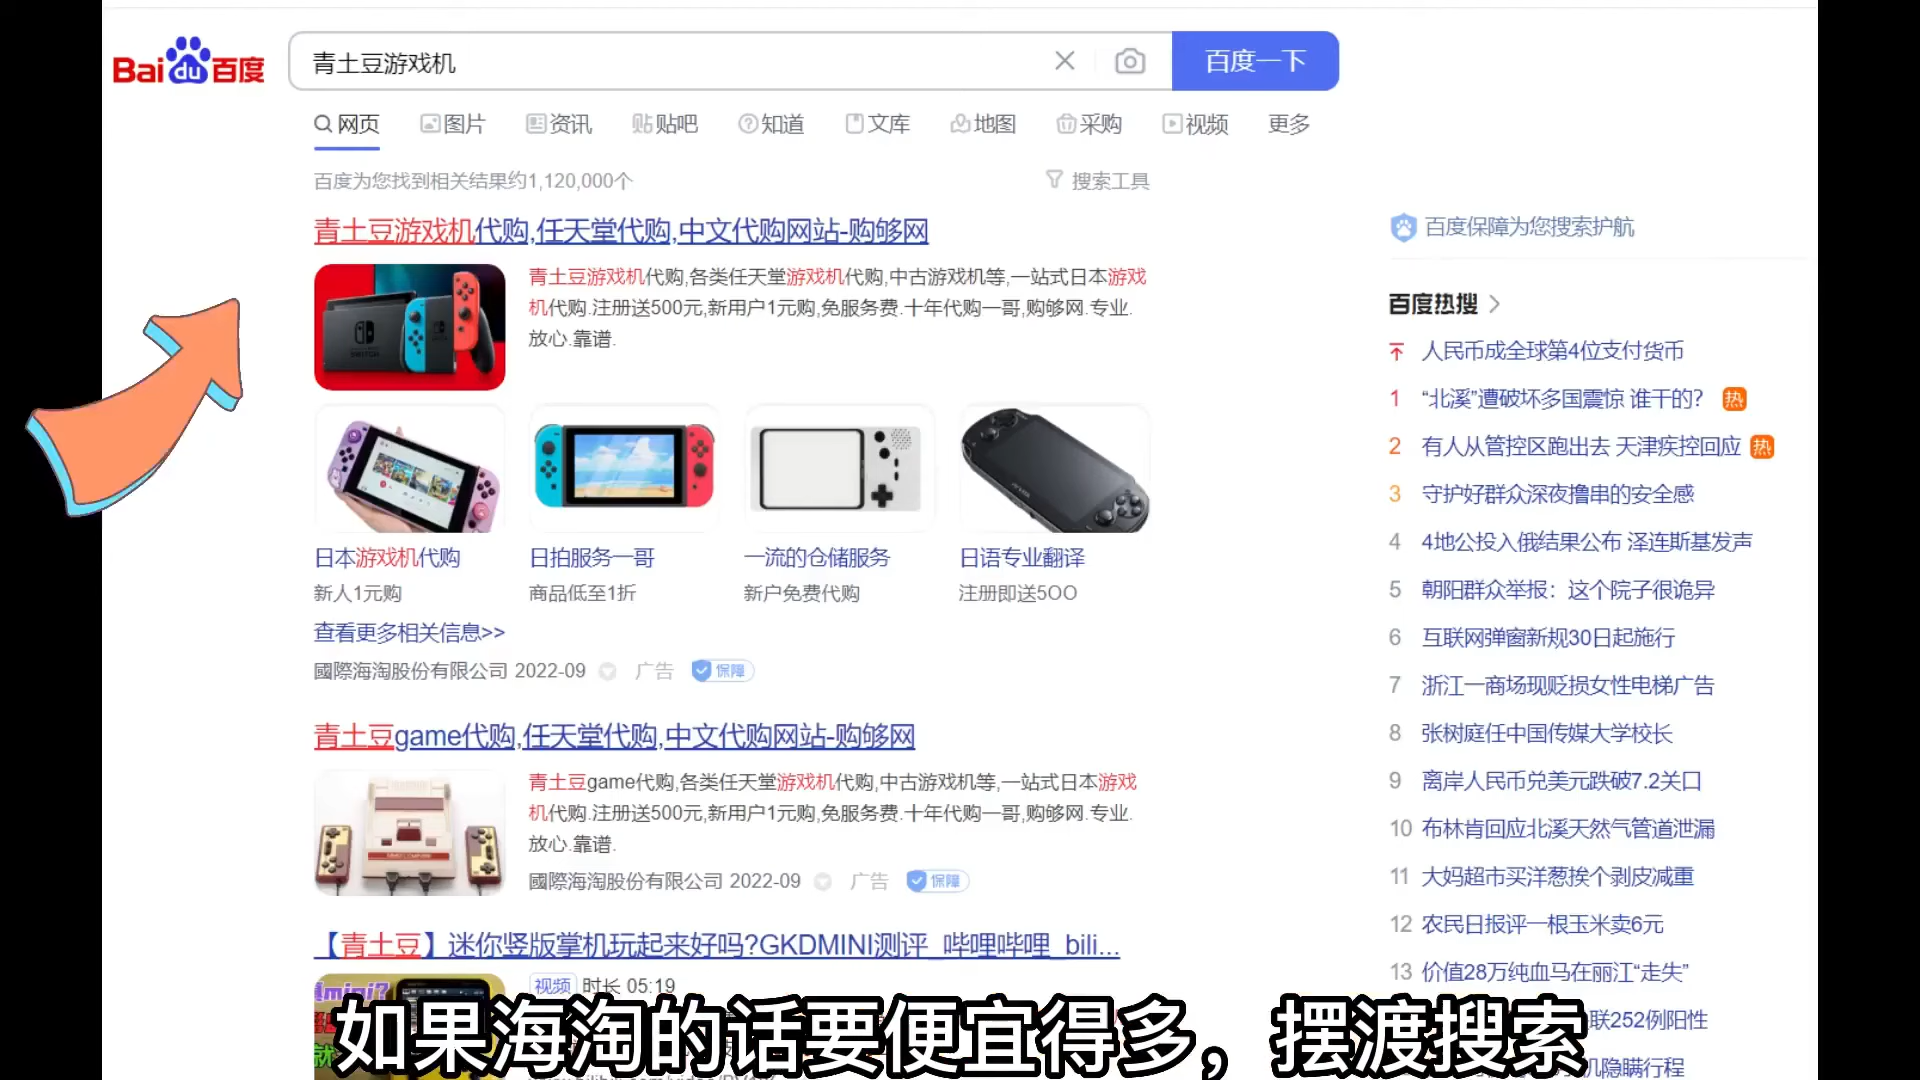 Bai du 百度
青土豆游戏机
百度一下
网页 图片 资讯 贴吧 知道 文库 地图 采购 视频 更多
百度为您找到相关结果约1,120,000个
搜索工具
青土豆游戏机代购,任天堂代购,中文代购网站-购够网
青土豆游戏机代购,各类任天堂游戏机代购,中古游戏机等,一站式日本游戏
机代购.注册送500元,新用户1元购,免服务费.十年代购一哥,购够网.专业.
放心.靠谱.
日本游戏机代购
新人1元购
日拍服务一哥
商品低至1折
一流的仓储服务
新户免费代购
日语专业翻译
注册即送5OO
查看更多相关信息>>
國際海淘股份有限公司 2022-09 广告 保障
青土豆game代购,任天堂代购,中文代购网站-购够网
青土豆game代购,各类任天堂游戏机代购,中古游戏机等,一站式日本游戏
机代购.注册送500元,新用户1元购,免服务费.十年代购一哥,购够网.专业.
放心.靠谱.
國際海淘股份有限公司 2022-09 广告 保障
【青土豆】迷你竖版掌机玩起来好吗?GKDMINI测评_哔哩哔哩_bili...
视频 时长 05:19
百度保障为您搜索护航
百度热搜
人民币成全球第4位支付货币
1 “北溪”遭破坏多国震惊 谁干的? 热
2 有人从管控区跑出去 天津疾控回应 热
3 守护好群众深夜撸串的安全感
4 4地公投入俄结果公布 泽连斯基发声
5 朝阳群众举报：这个院子很诡异
6 互联网弹窗新规30日起施行
7 浙江一商场现贬损女性电梯广告
8 张树庭任中国传媒大学校长
9 离岸人民币兑美元跌破7.2关口
10 布林肯回应北溪天然气管道泄漏
11 大妈超市买洋葱挨个剥皮减重
12 农民日报评一根玉米卖6元
13 价值28万纯血马在丽江“走失”
联252例阳性
机隐瞒行程
如果海淘的话要便宜得多，摆渡搜索